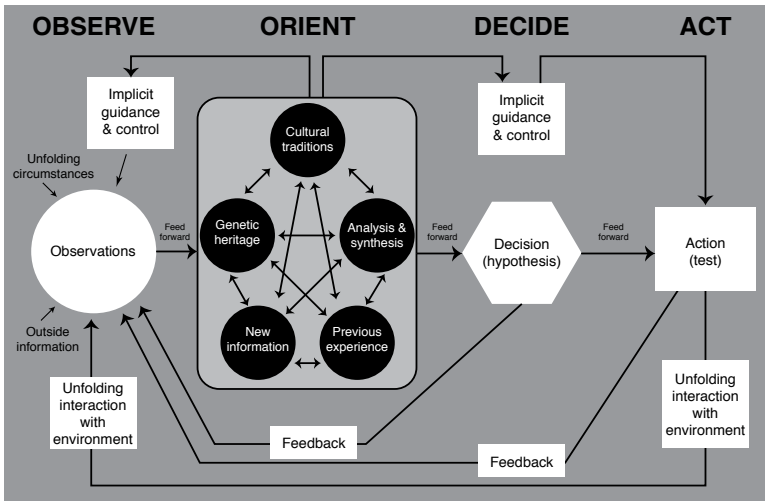 OBSERVE
ORIENT
DECIDE
ACT
Implicit
guidance
& control
Unfolding
circumstances
Observations
Outside
information
Feed
forward
Cultural
traditions
Genetic
heritage
Analysis &
synthesis
New
information
Previous
experience
Feed
forward
Implicit
guidance
& control
Decision
(hypothesis)
Feed
forward
Action
(test)
Unfolding
interaction
with
environment
Feedback
Feedback
Unfolding
interaction
with
environment